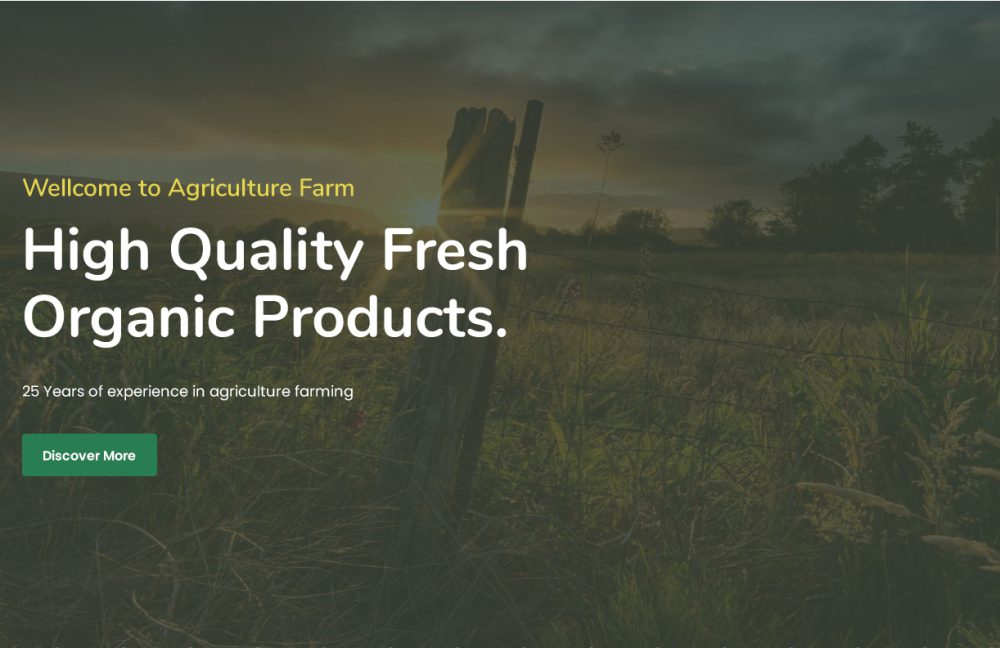 Wellcome to Agriculture Farm
High Quality Fresh
Organic Products.
25 Years of experience in agriculture farming
Discover More